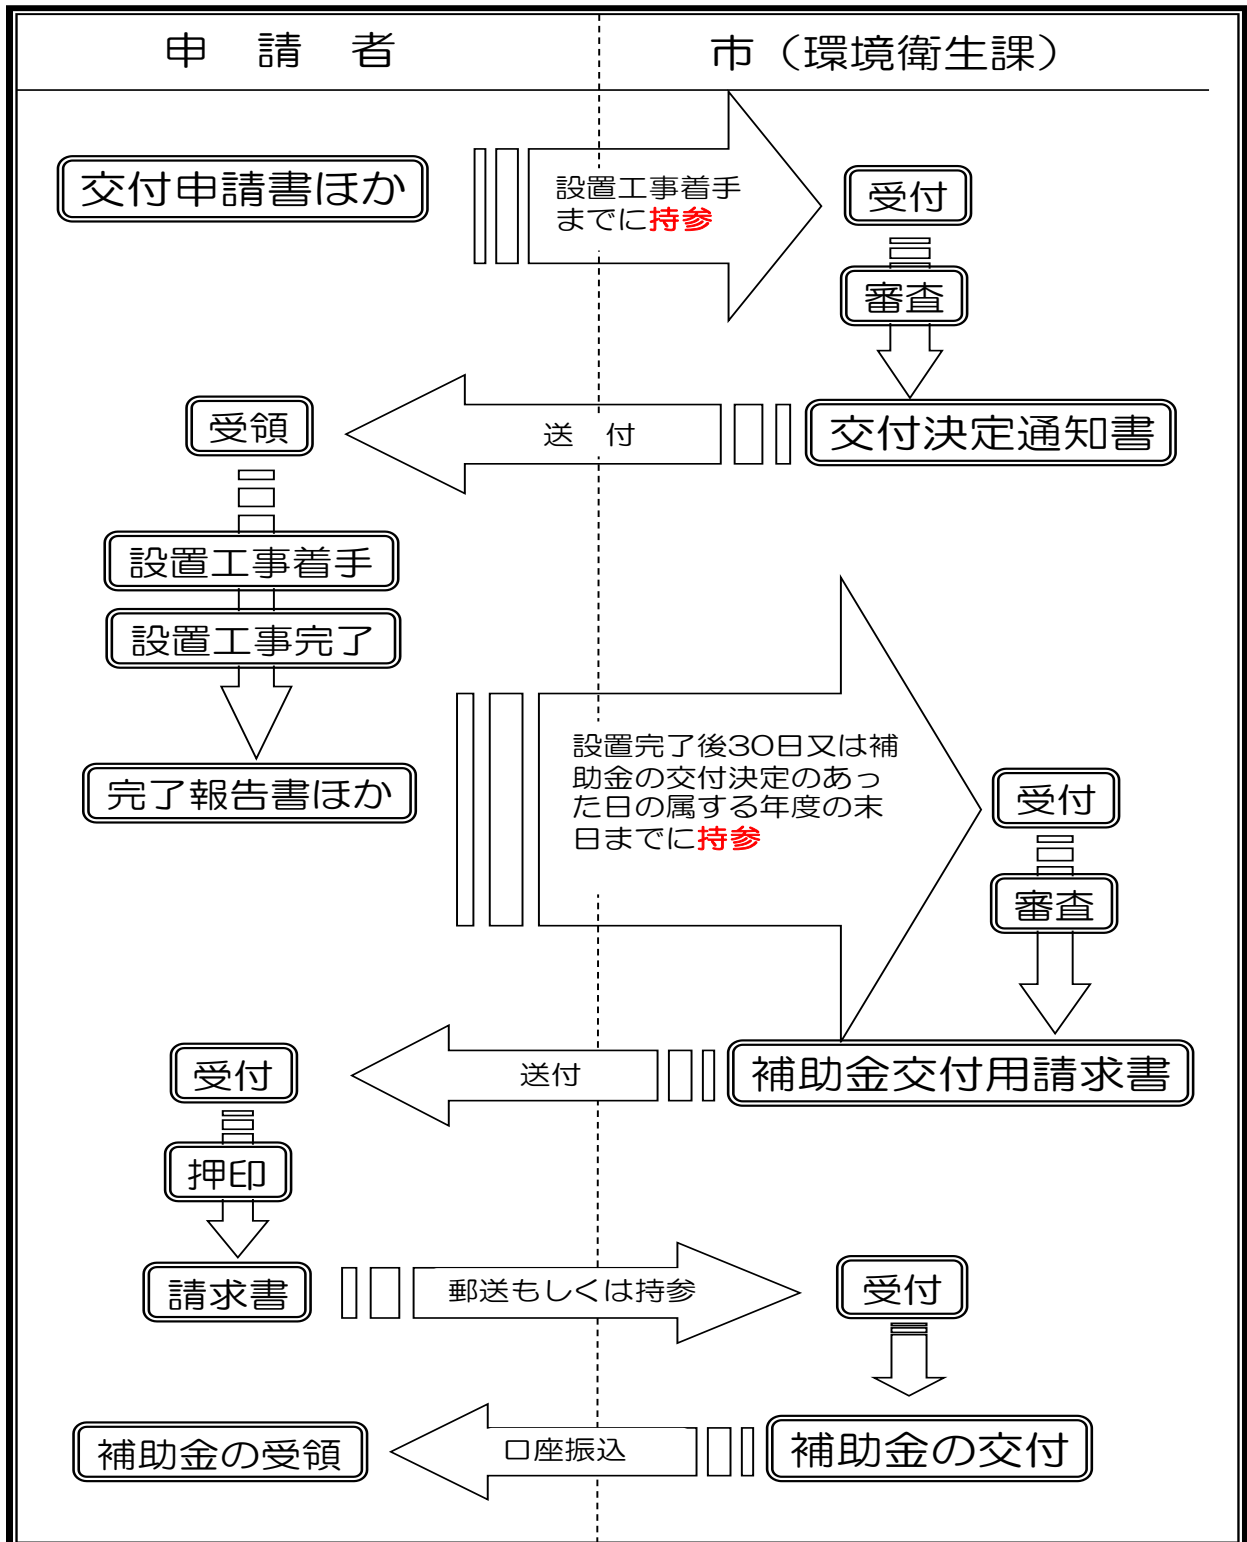 申　請　者
市（環境衛生課）
交付申請書ほか
設置工事着手
までに持参
受付
審査
交付決定通知書
送　付
受領
設置工事着手
設置工事完了
完了報告書ほか
設置完了後30日又は補
助金の交付決定のあっ
た日の属する年度の末
日までに持参
受付
審査
補助金交付用請求書
送付
受付
押印
請求書
郵送もしくは持参
受付
補助金の交付
口座振込
補助金の受領